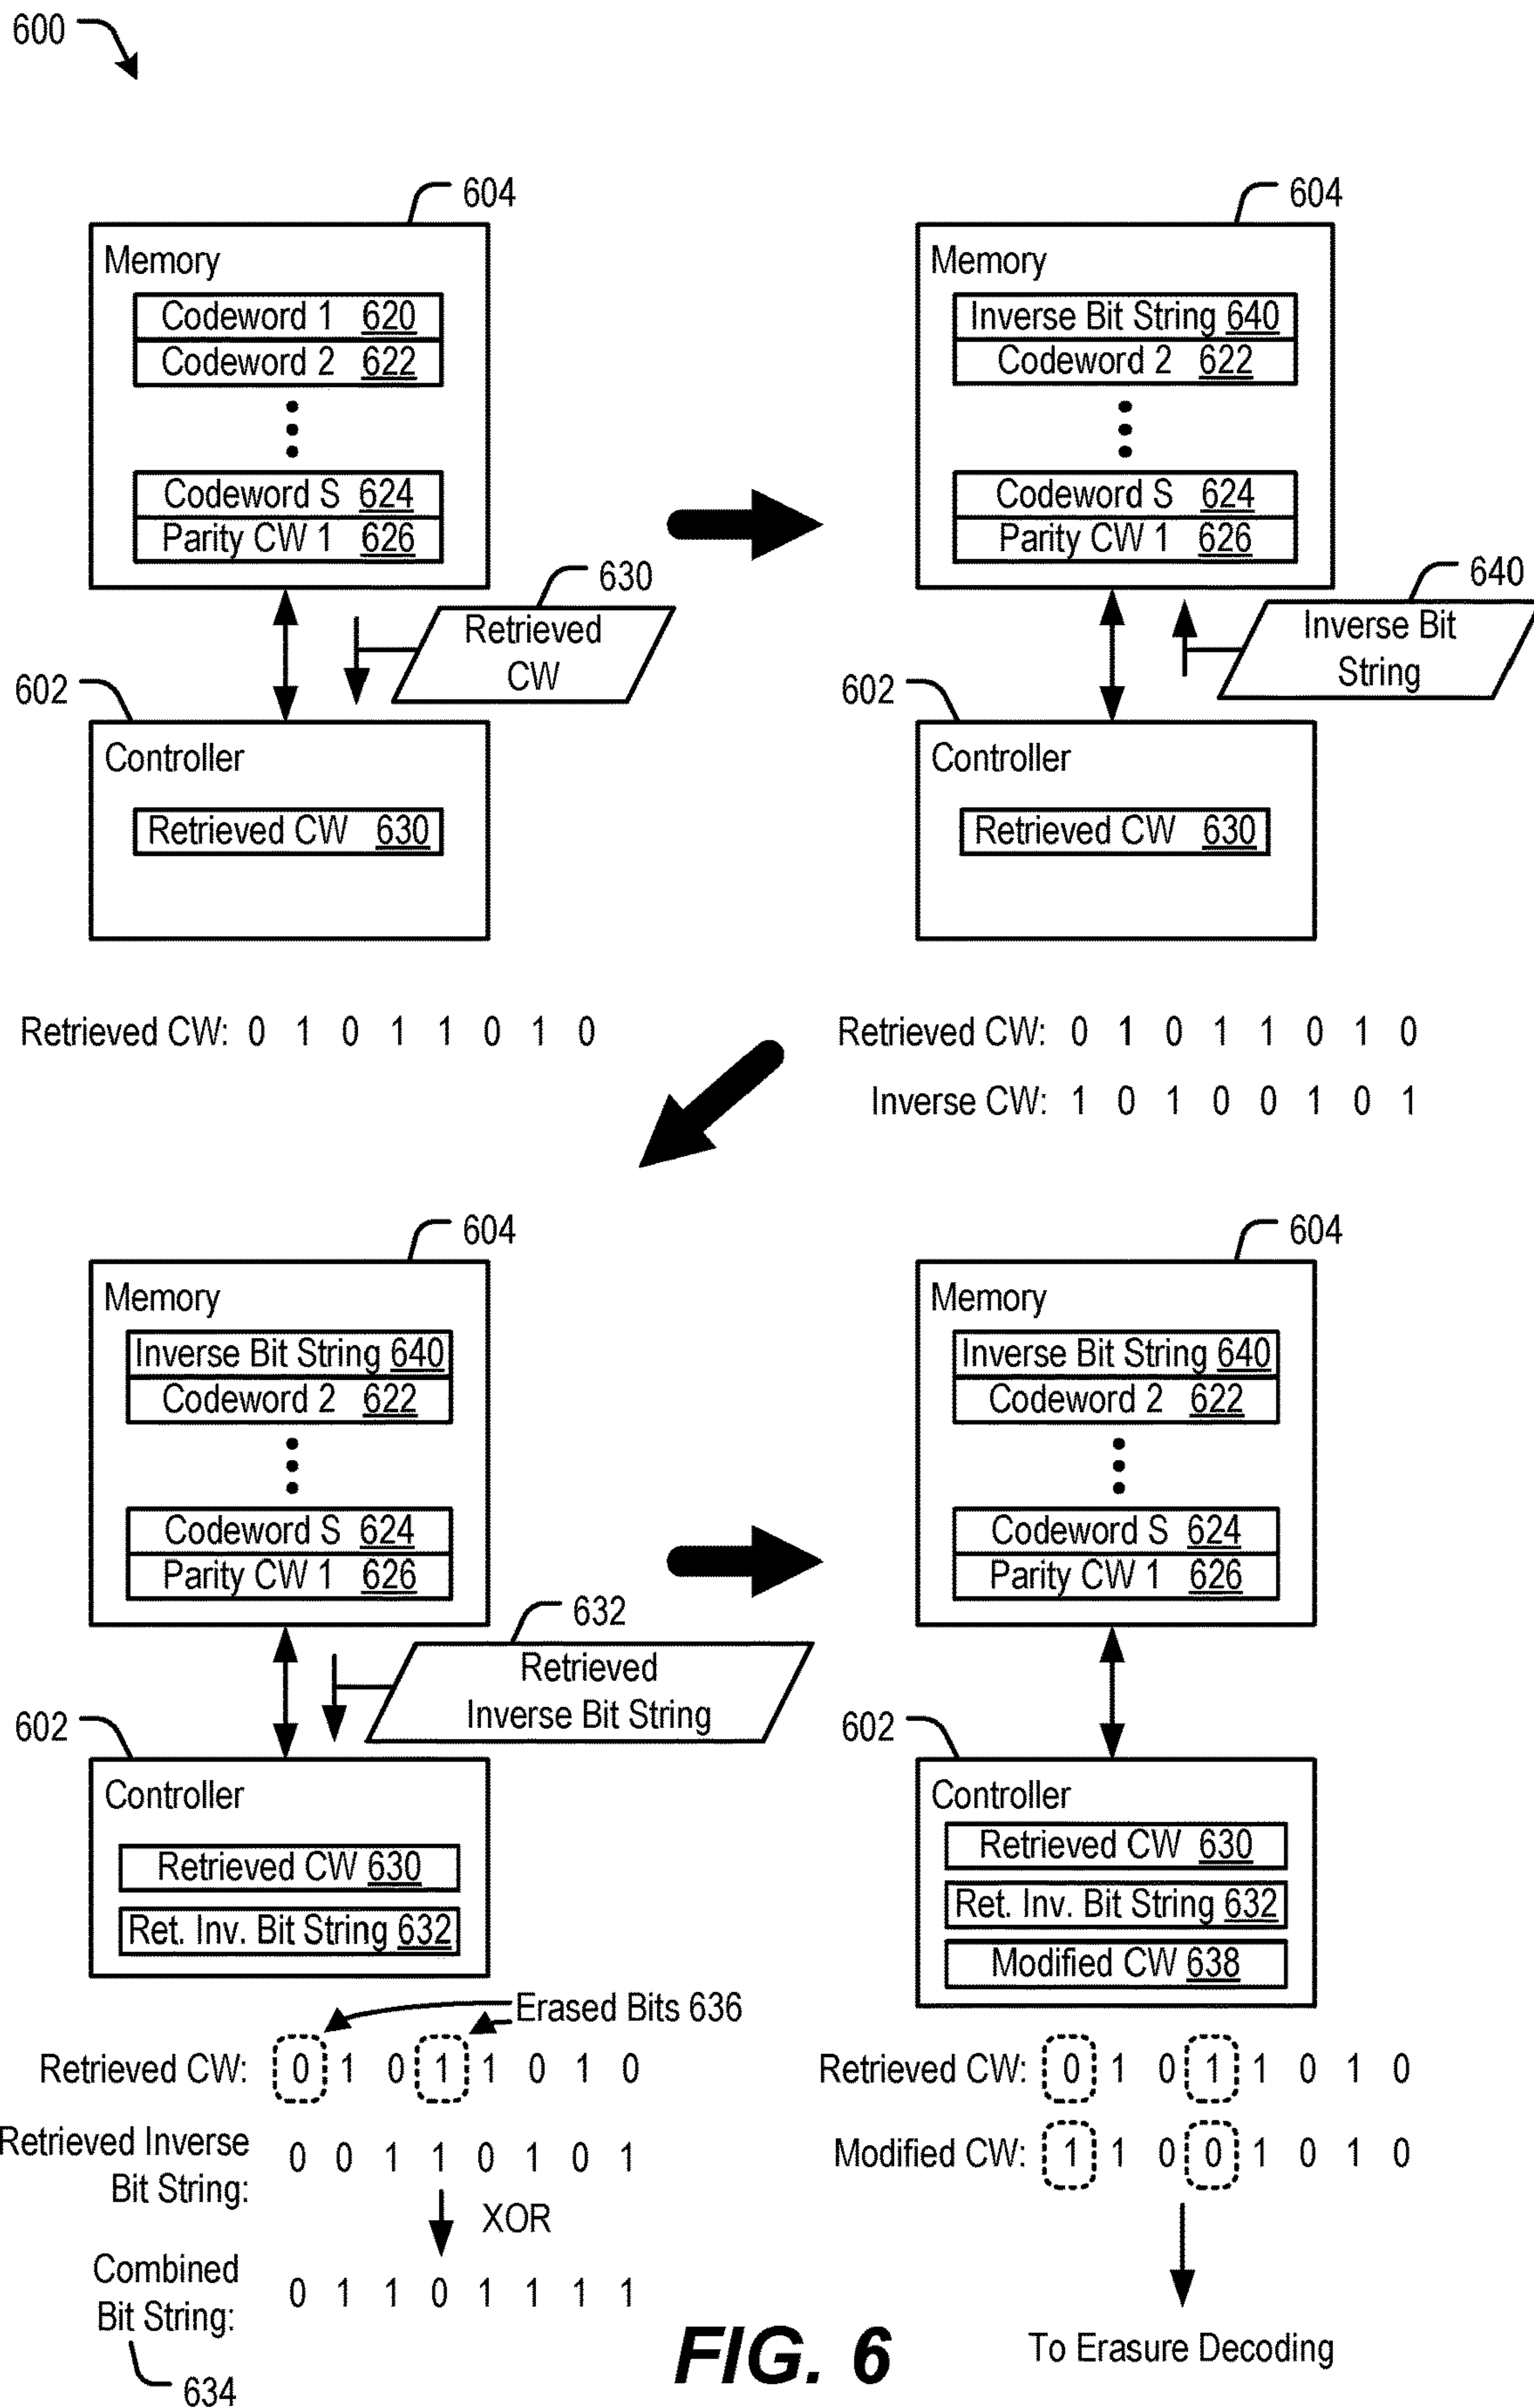 600
604
Memory
Codeword 1 620
Codeword 2 622
Codeword S 624
Parity CW 1 626
630
Retrieved
CW
602
Controller
Retrieved CW 630
Retrieved CW: 0 1 0 1 1 0 1 0
604
Memory
Inverse Bit String 640
Codeword 2 622
Codeword S 624
Parity CW 1 626
640
Inverse Bit
String
602
Controller
Retrieved CW 630
Retrieved CW: 0 1 0 1 1 0 1 0
Inverse CW: 1 0 1 0 0 1 0 1
604
Memory
Inverse Bit String 640
Codeword 2 622
Codeword S 624
Parity CW 1 626
632
Retrieved
Inverse Bit String
602
Controller
Retrieved CW 630
Ret. Inv. Bit String 632
Erased Bits 636
Retrieved CW: 0 1 0 1 1 0 1 0
Retrieved Inverse
Bit String:
0 0 1 1 0 1 0 1
XOR
Combined
Bit String:
0 1 1 0 1 1 1 1
634
604
Memory
Inverse Bit String 640
Codeword 2 622
Codeword S 624
Parity CW 1 626
602
Controller
Retrieved CW 630
Ret. Inv. Bit String 632
Modified CW 638
Retrieved CW: 0 1 0 1 1 0 1 0
Modified CW: 1 1 0 0 1 0 1 0
To Erasure Decoding
FIG. 6